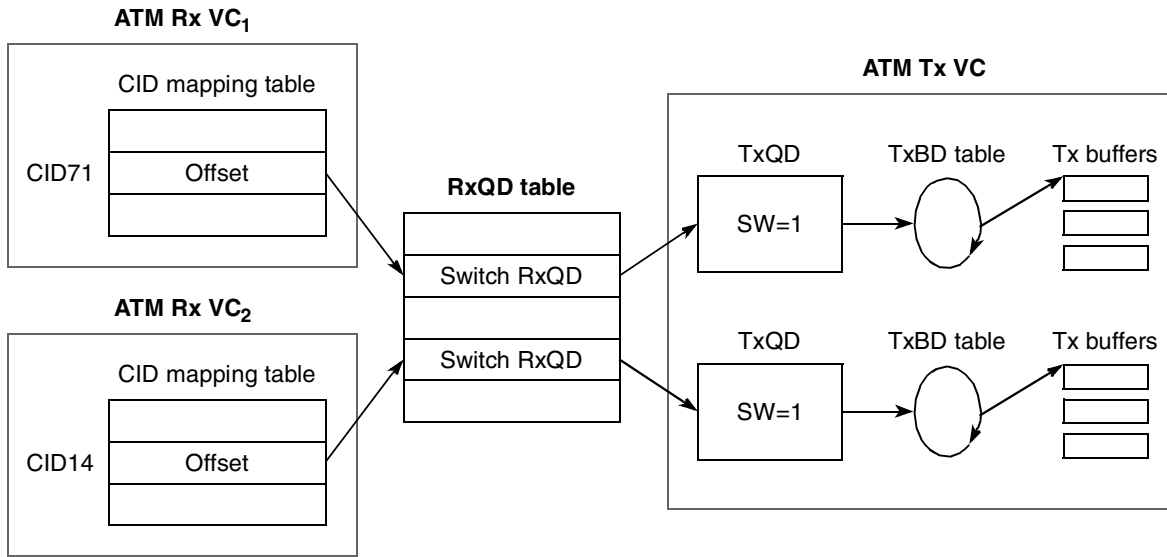 ATM Rx VC1
CID mapping table
CID71
Offset
ATM Rx VC2
CID mapping table
CID14
Offset
RxQD table
Switch RxQD
Switch RxQD
ATM Tx VC
TxQD
TxBD table
Tx buffers
SW=1
TxQD
TxBD table
Tx buffers
SW=1